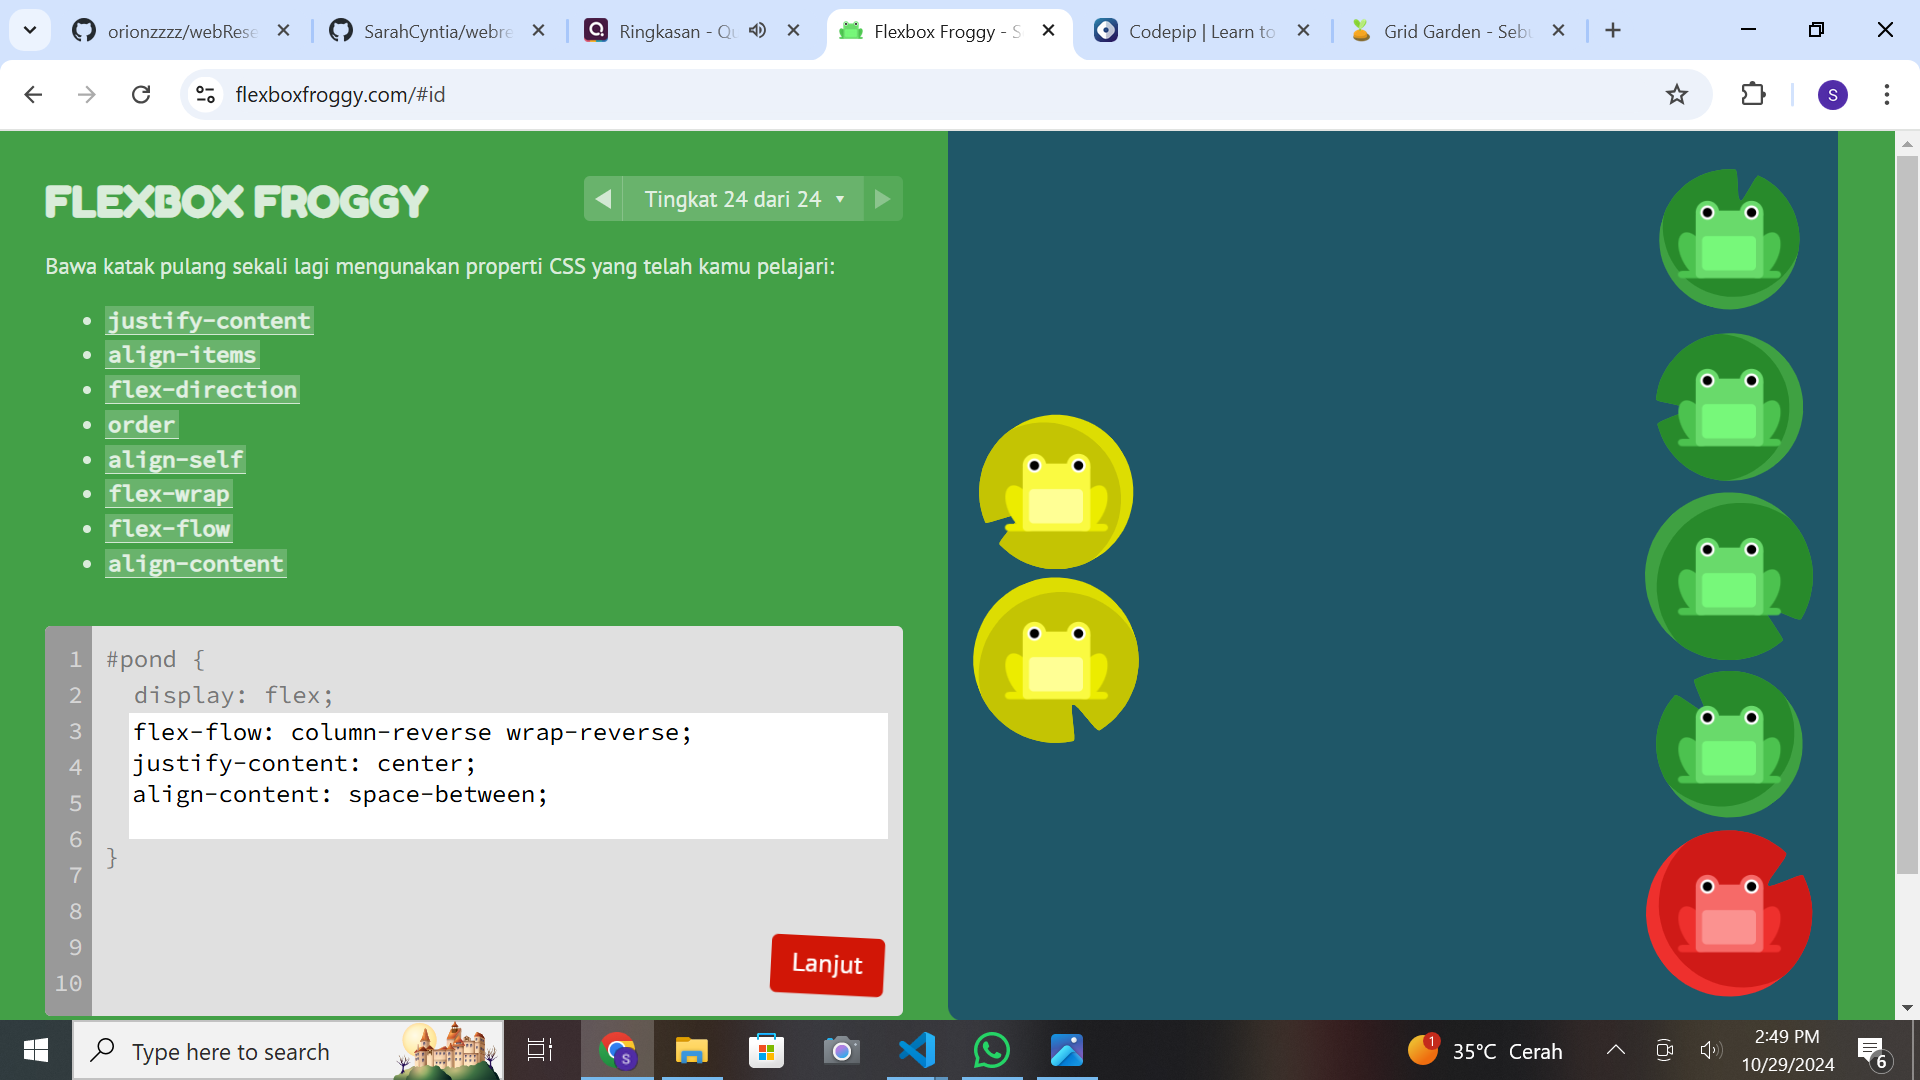 orionzzzz/webRese
SarahCyntia/webre
Ringkasan - Qu
Flexbox Froggy - S
Codepip | Learn to
Grid Garden - Sebu
flexboxfroggy.com/#id
S
FLEXBOX FROGGY
Tingkat 24 dari 24
Bawa katak pulang sekali lagi mengunakan properti CSS yang telah kamu pelajari:
justify-content
align-items
flex-direction
order
align-self
flex-wrap
flex-flow
align-content
1 #pond {
2 display: flex;
3 flex-flow: column-reverse wrap-reverse;
4 justify-content: center;
5 align-content: space-between;
6 }
7
8
9
10
Lanjut
Type here to search
S
1
35°C Cerah
2:49 PM
10/29/2024
6